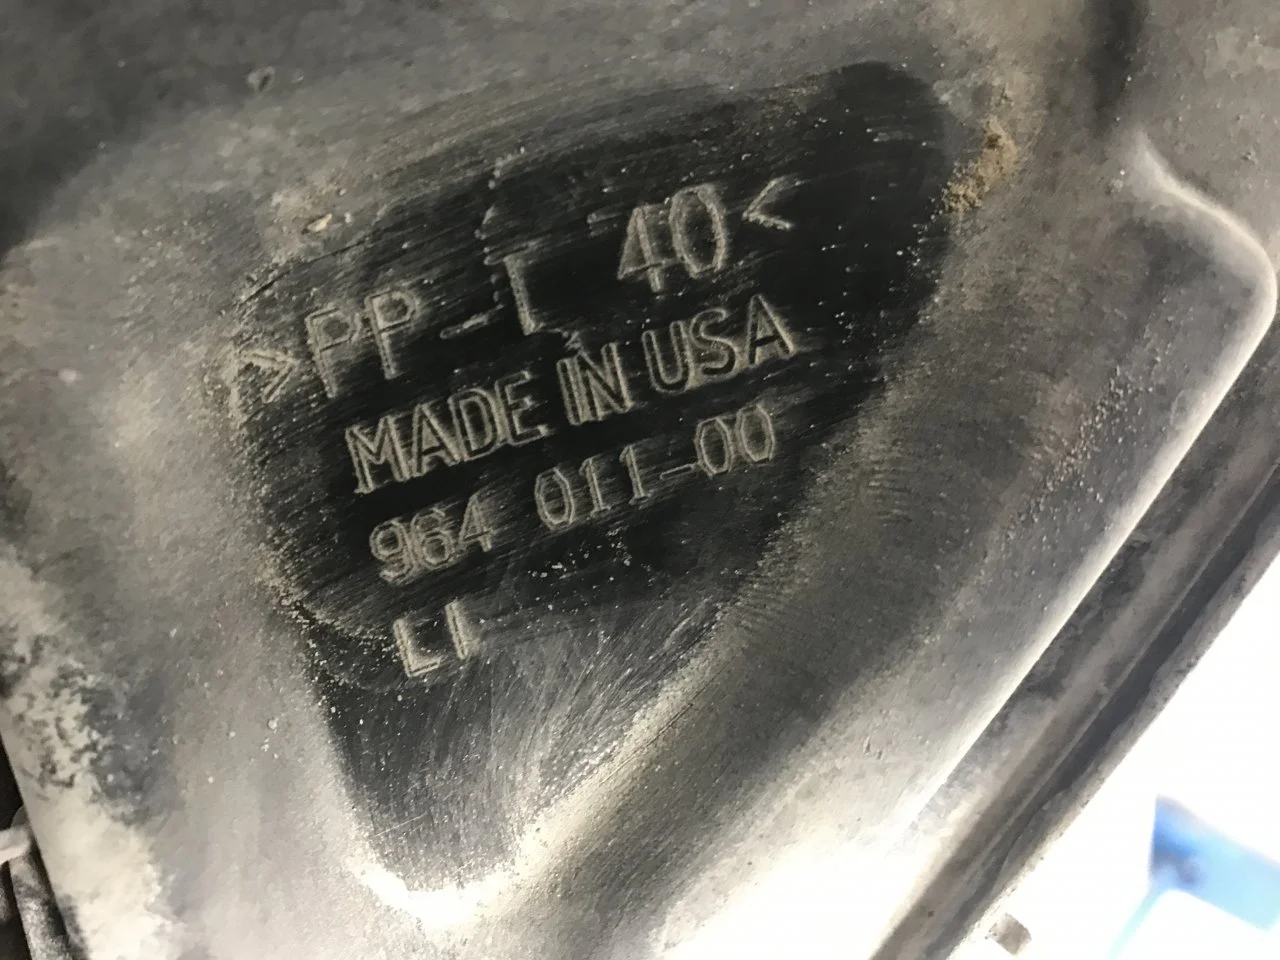 >PP-T 40<
MADE IN USA
964 011-00
LI